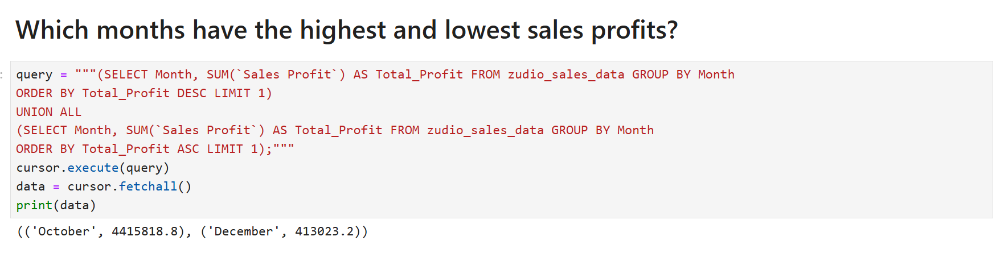 Which months have the highest and lowest sales profits?
:
query = """(SELECT Month, SUM(`Sales Profit`) AS Total_Profit FROM zudio_sales_data GROUP BY Month
ORDER BY Total_Profit DESC LIMIT 1)
UNION ALL
(SELECT Month, SUM(`Sales Profit`) AS Total_Profit FROM zudio_sales_data GROUP BY Month
ORDER BY Total_Profit ASC LIMIT 1);"""
cursor.execute(query)
data = cursor.fetchall()
print(data)
(('October', 4415818.8), ('December', 413023.2))